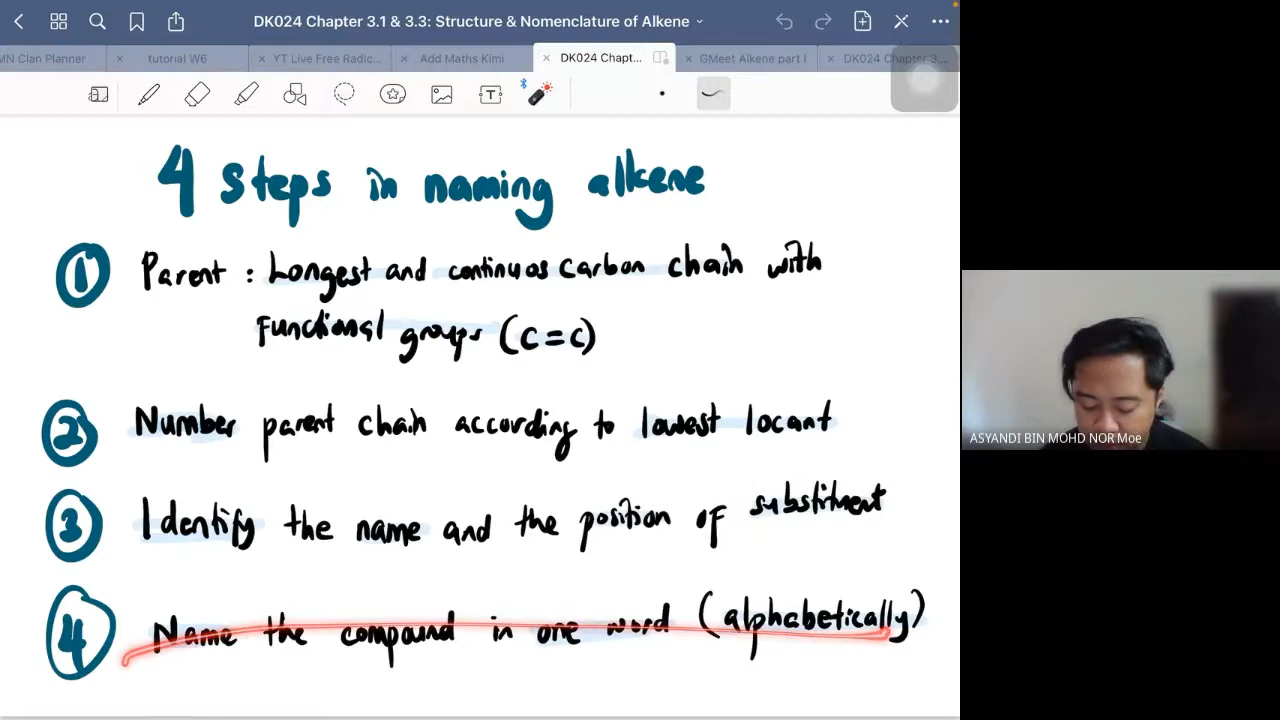 DK024 Chapter 3.1 & 3.3: Structure & Nomenclature of Alkene
MN Clan Planner
tutorial W6
YT Live Free Radic...
Add Maths Kimi
DK024 Chapt...
GMeet Alkene part I
DK024 Chapter 3....
4 steps in naming alkene
1 Parent : Longest and continuos carbon chain with
functional groups (C=C)
2 Number parent chain according to lowest locant
3 Identify the name and the position of substituent
4 Name the compound in one word (alphabetically)
ASYANDI BIN MOHD NOR Moe